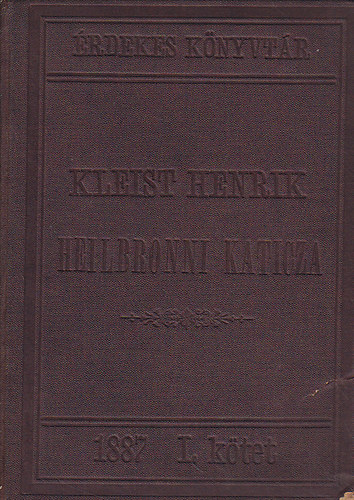 ÉRDEKES KÖNYVTÁR
KLEIST HENRIK
HEILBRONNI KATICZA
1887 I. kötet